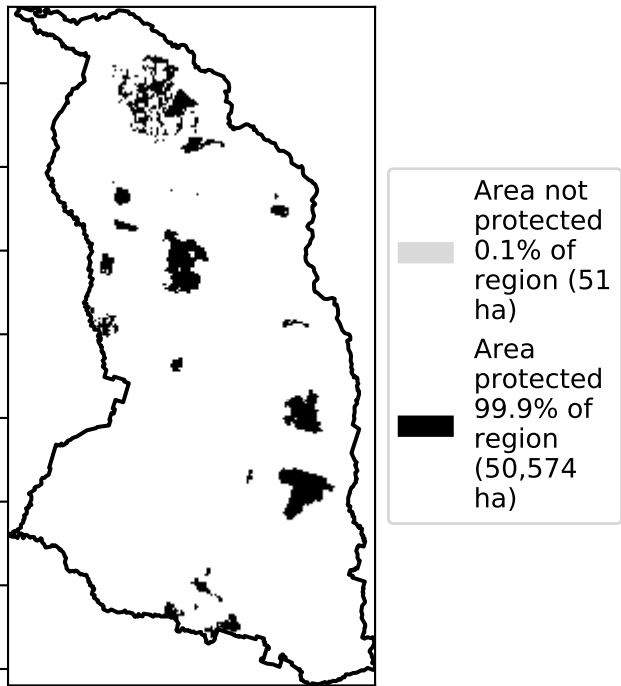 Area not
protected
0.1% of
region (51
ha)
Area
protected
99.9% of
region
(50,574
ha)